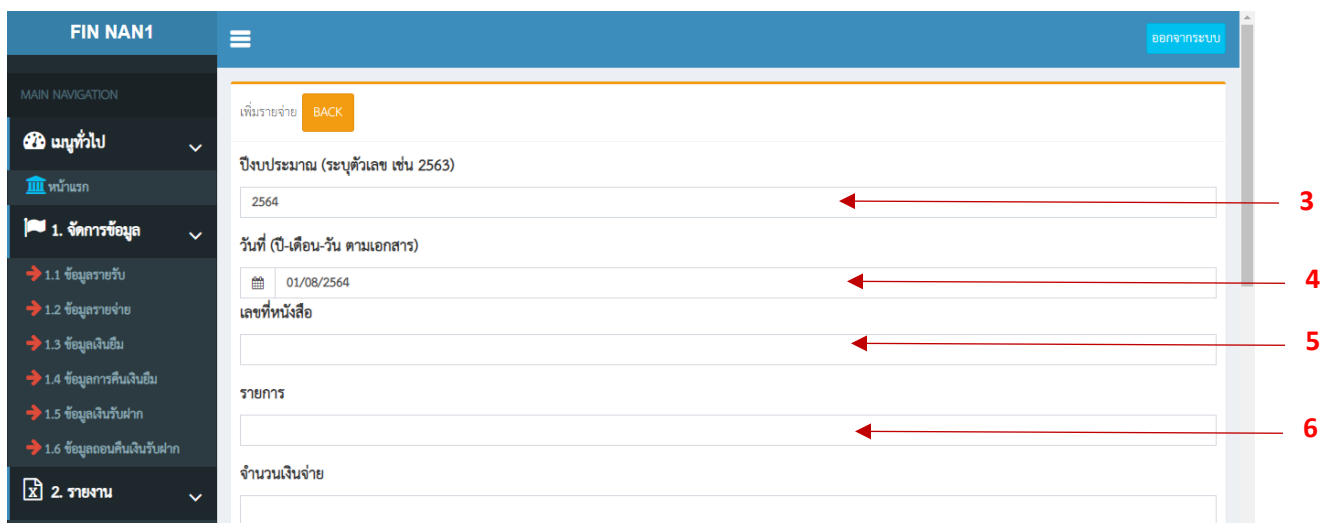 FIN NAN1
ออกจากระบบ
MAIN NAVIGATION
เมนูทั่วไป
หน้าแรก
1. จัดการข้อมูล
1.1 ข้อมูลรายรับ
1.2 ข้อมูลรายจ่าย
1.3 ข้อมูลเงินยืม
1.4 ข้อมูลการคืนเงินยืม
1.5 ข้อมูลเงินรับฝาก
1.6 ข้อมูลถอนคืนเงินรับฝาก
2. รายงาน
เพิ่มรายจ่าย BACK
ปีงบประมาณ (ระบุตัวเลข เช่น 2563)
2564
3
วันที่ (ปี-เดือน-วัน ตามเอกสาร)
01/08/2564
4
เลขที่หนังสือ
5
รายการ
6
จำนวนเงินจ่าย